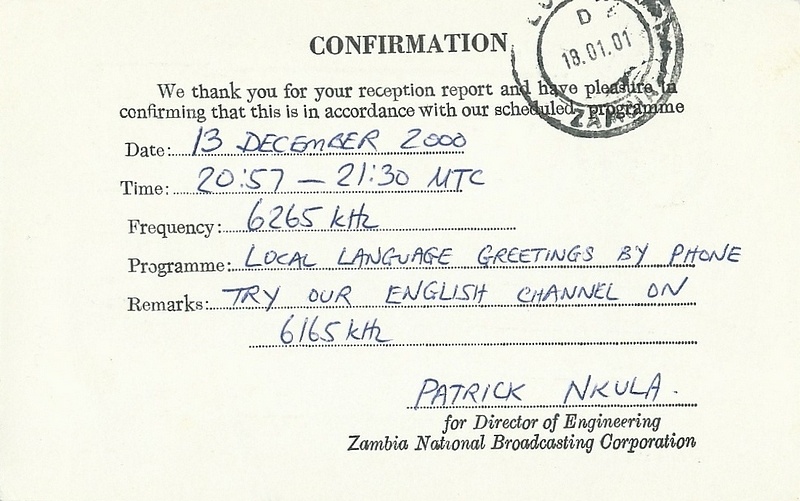 CONFIRMATION
D
18.01.01
ZAMBIA
We thank you for your reception report and have pleasure in
confirming that this is in accordance with our scheduled programme
Date: 13 DECEMBER 2000
Time: 20:57 — 21:30 MTC
Frequency: 6265 kHz
Programme: LOCAL LANGUAGE GREETINGS BY PHONE
Remarks: TRY OUR ENGLISH CHANNEL ON
6165 kHz
PATRICK NKULA.
for Director of Engineering
Zambia National Broadcasting Corporation